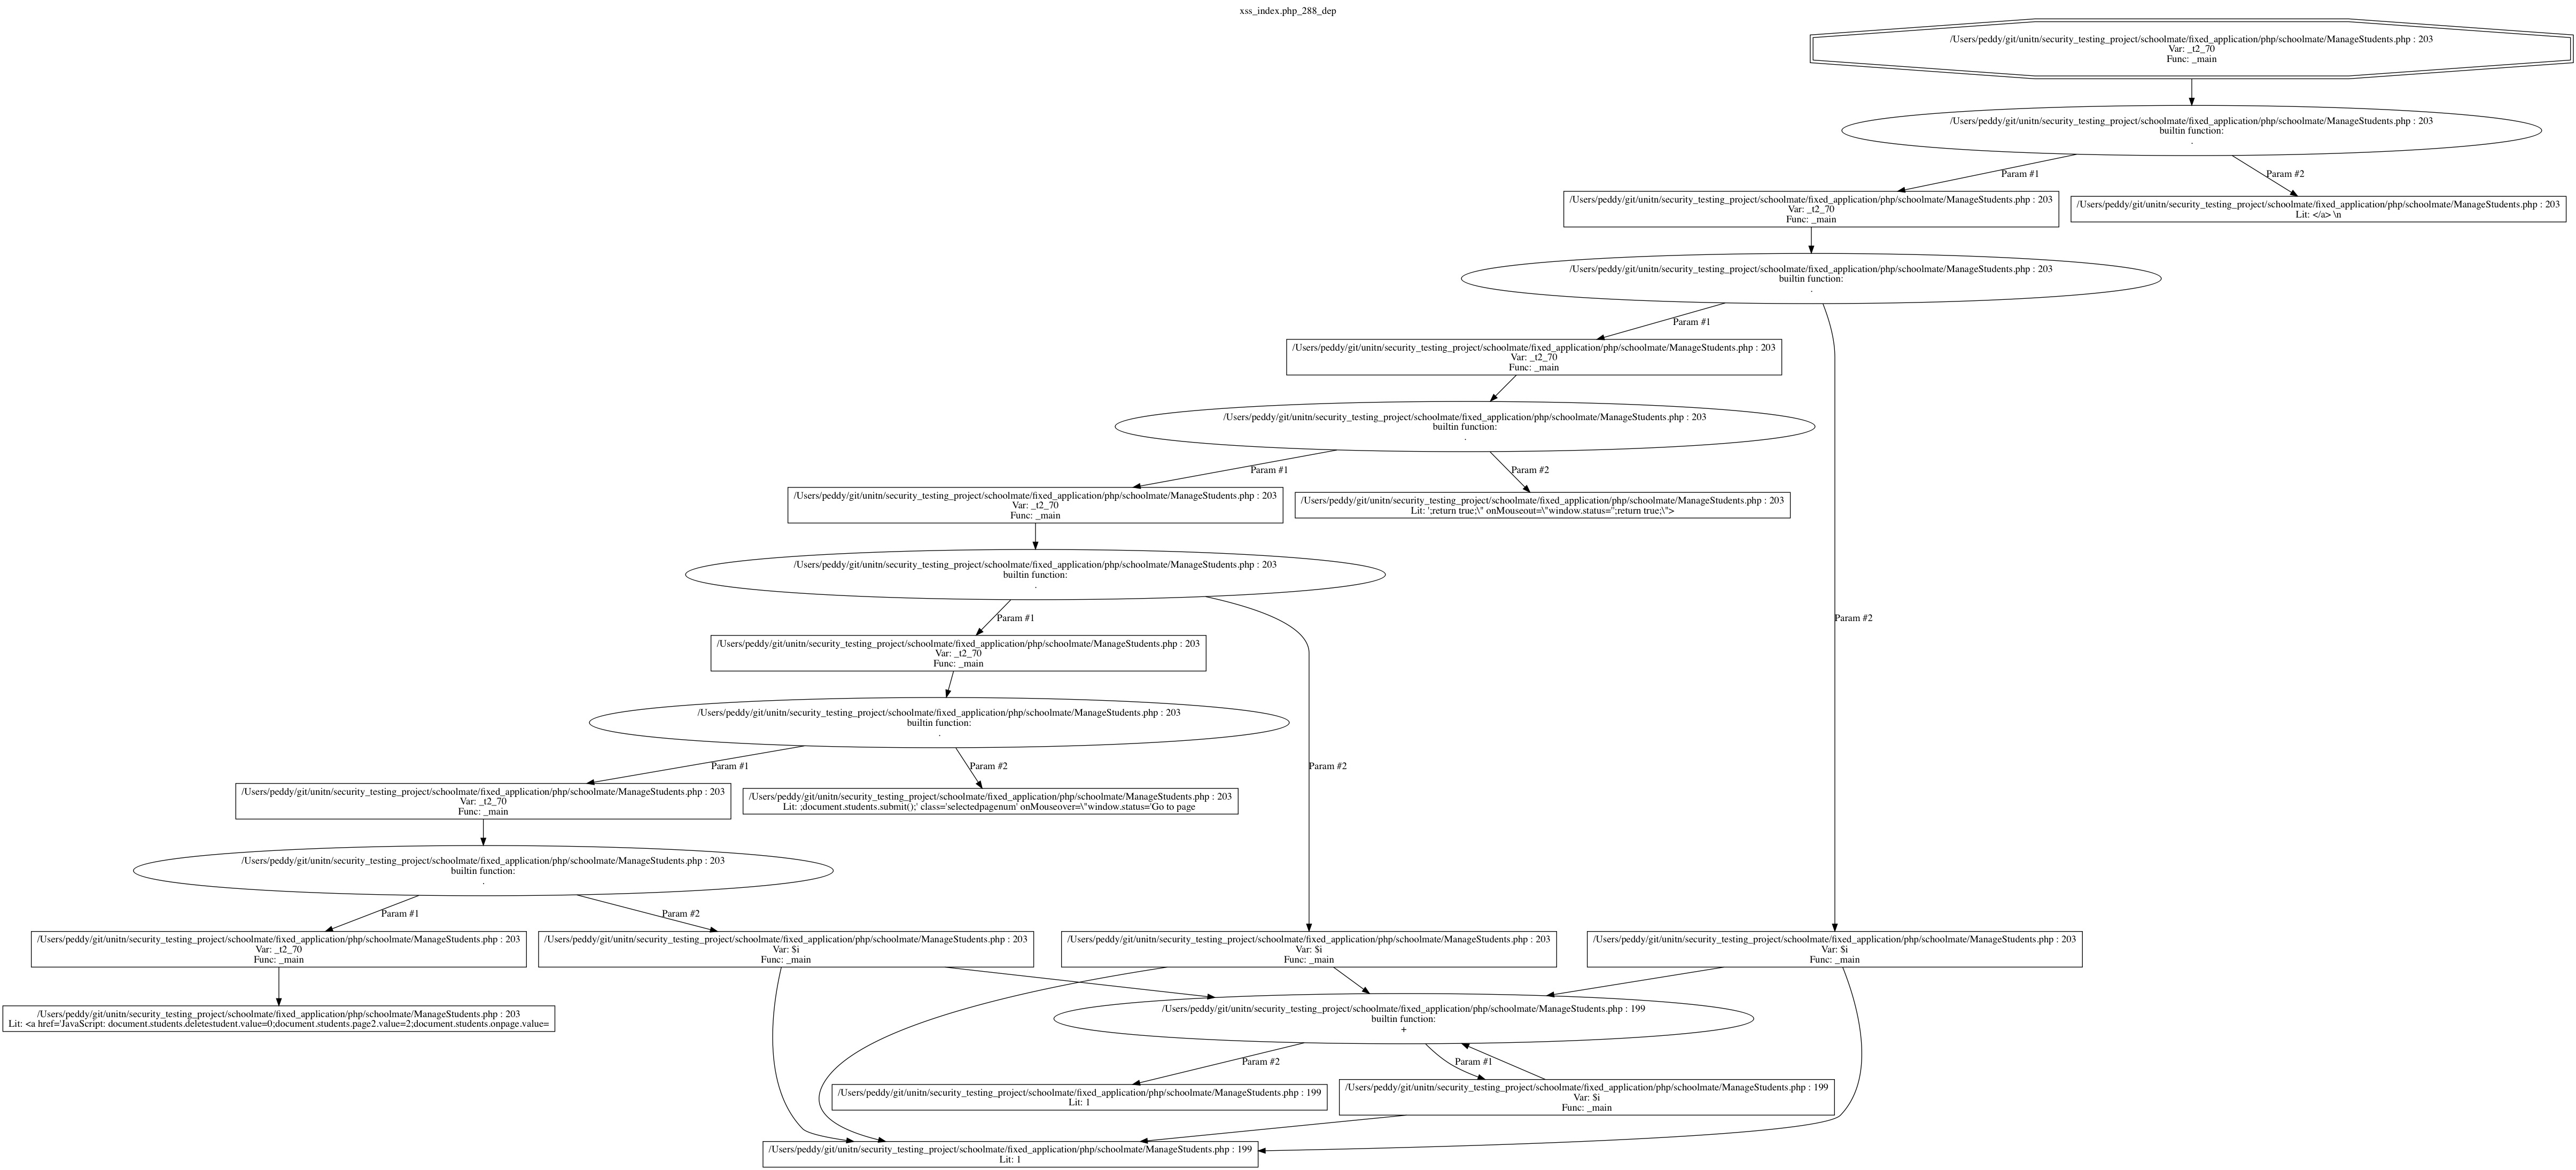 xss_index.php_288_dep
/Users/peddy/git/unitn/security_testing_project/schoolmate/fixed_application/php/schoolmate/ManageStudents.php : 203
Var: _t2_70
Func: _main
/Users/peddy/git/unitn/security_testing_project/schoolmate/fixed_application/php/schoolmate/ManageStudents.php : 203
builtin function:
.
Param #1
Param #2
/Users/peddy/git/unitn/security_testing_project/schoolmate/fixed_application/php/schoolmate/ManageStudents.php : 203
Var: _t2_70
Func: _main
/Users/peddy/git/unitn/security_testing_project/schoolmate/fixed_application/php/schoolmate/ManageStudents.php : 203
Lit: </a> \n
/Users/peddy/git/unitn/security_testing_project/schoolmate/fixed_application/php/schoolmate/ManageStudents.php : 203
builtin function:
.
Param #1
/Users/peddy/git/unitn/security_testing_project/schoolmate/fixed_application/php/schoolmate/ManageStudents.php : 203
Var: _t2_70
Func: _main
/Users/peddy/git/unitn/security_testing_project/schoolmate/fixed_application/php/schoolmate/ManageStudents.php : 203
builtin function:
.
Param #1
Param #2
/Users/peddy/git/unitn/security_testing_project/schoolmate/fixed_application/php/schoolmate/ManageStudents.php : 203
Var: _t2_70
Func: _main
/Users/peddy/git/unitn/security_testing_project/schoolmate/fixed_application/php/schoolmate/ManageStudents.php : 203
Lit: ';return true;\" onMouseout=\"window.status='';return true;\">
/Users/peddy/git/unitn/security_testing_project/schoolmate/fixed_application/php/schoolmate/ManageStudents.php : 203
builtin function:
.
Param #1
Param #2
/Users/peddy/git/unitn/security_testing_project/schoolmate/fixed_application/php/schoolmate/ManageStudents.php : 203
Var: _t2_70
Func: _main
/Users/peddy/git/unitn/security_testing_project/schoolmate/fixed_application/php/schoolmate/ManageStudents.php : 203
builtin function:
.
Param #1
Param #2
Param #2
/Users/peddy/git/unitn/security_testing_project/schoolmate/fixed_application/php/schoolmate/ManageStudents.php : 203
Var: _t2_70
Func: _main
/Users/peddy/git/unitn/security_testing_project/schoolmate/fixed_application/php/schoolmate/ManageStudents.php : 203
Lit: ;document.students.submit();' class='selectedpagenum' onMouseover=\"window.status='Go to page
/Users/peddy/git/unitn/security_testing_project/schoolmate/fixed_application/php/schoolmate/ManageStudents.php : 203
builtin function:
.
Param #1
Param #2
/Users/peddy/git/unitn/security_testing_project/schoolmate/fixed_application/php/schoolmate/ManageStudents.php : 203
Var: _t2_70
Func: _main
/Users/peddy/git/unitn/security_testing_project/schoolmate/fixed_application/php/schoolmate/ManageStudents.php : 203
Var: $i
Func: _main
/Users/peddy/git/unitn/security_testing_project/schoolmate/fixed_application/php/schoolmate/ManageStudents.php : 203
Var: $i
Func: _main
/Users/peddy/git/unitn/security_testing_project/schoolmate/fixed_application/php/schoolmate/ManageStudents.php : 203
Var: $i
Func: _main
/Users/peddy/git/unitn/security_testing_project/schoolmate/fixed_application/php/schoolmate/ManageStudents.php : 203
Lit: <a href='JavaScript: document.students.deletestudent.value=0;document.students.page2.value=2;document.students.onpage.value=
/Users/peddy/git/unitn/security_testing_project/schoolmate/fixed_application/php/schoolmate/ManageStudents.php : 199
builtin function:
+
Param #2
Param #1
/Users/peddy/git/unitn/security_testing_project/schoolmate/fixed_application/php/schoolmate/ManageStudents.php : 199
Lit: 1
/Users/peddy/git/unitn/security_testing_project/schoolmate/fixed_application/php/schoolmate/ManageStudents.php : 199
Var: $i
Func: _main
/Users/peddy/git/unitn/security_testing_project/schoolmate/fixed_application/php/schoolmate/ManageStudents.php : 199
Lit: 1